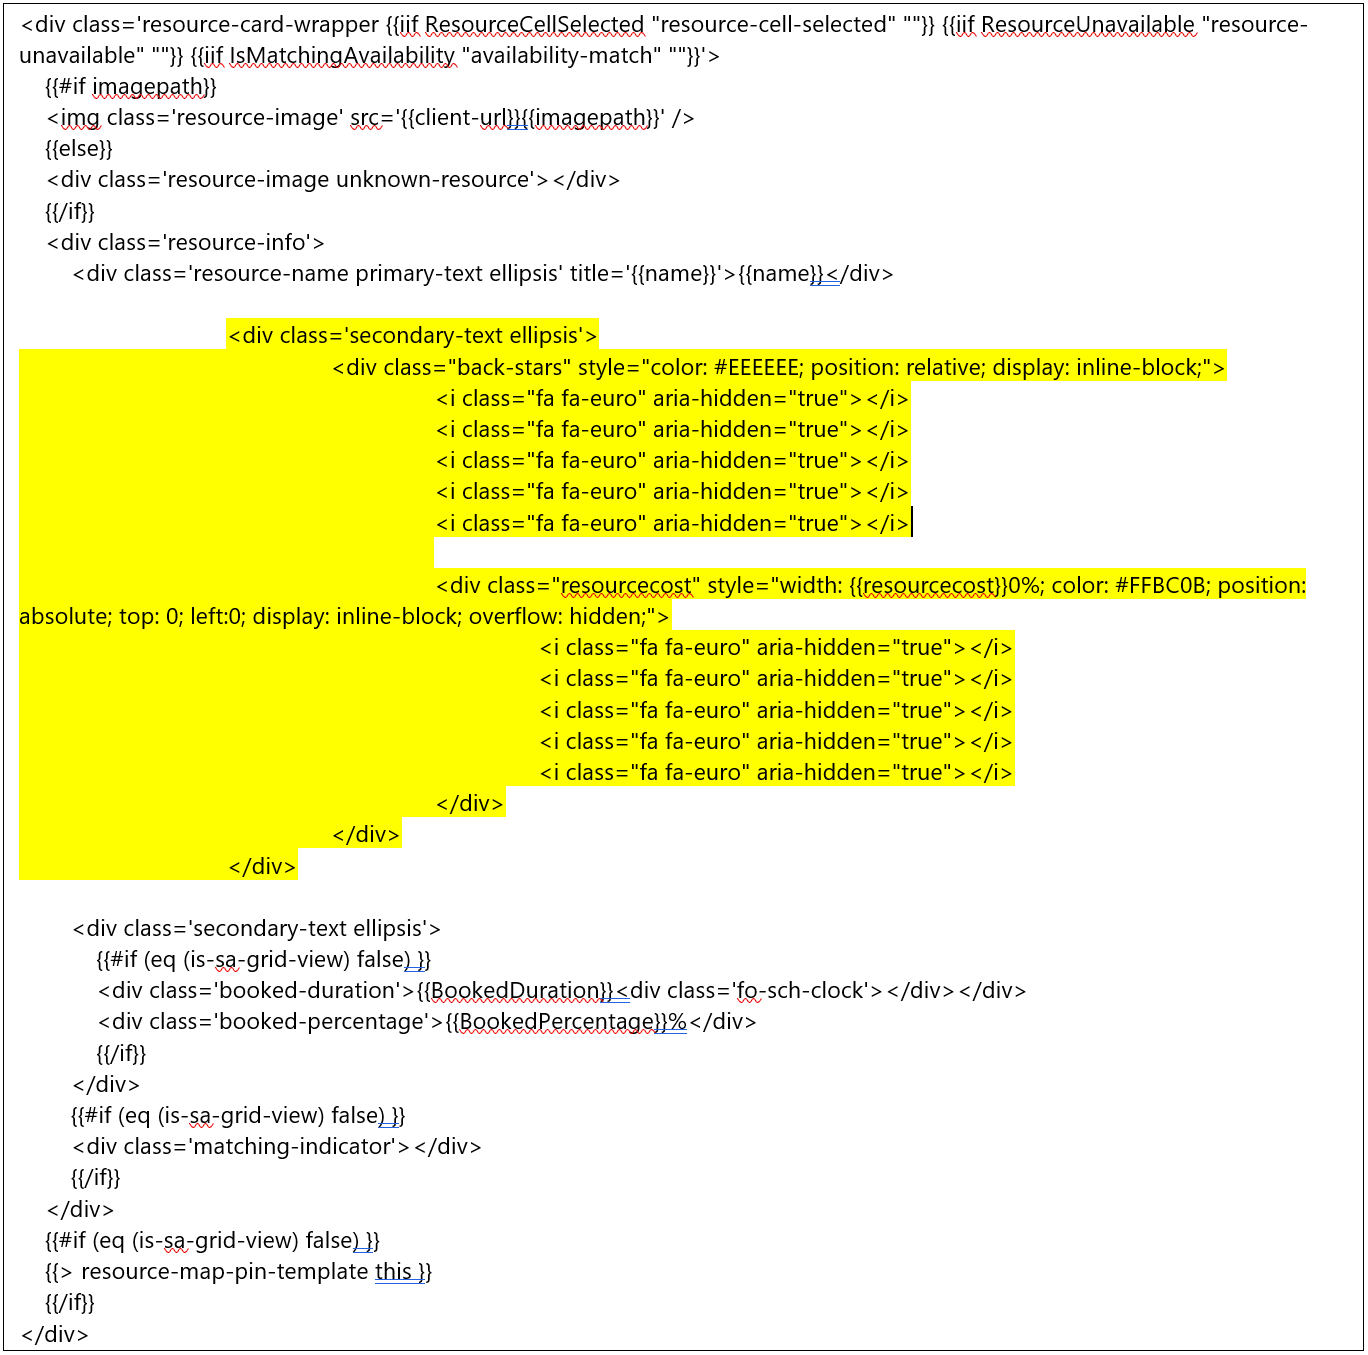 <div class='resource-card-wrapper {{iif ResourceCellSelected "resource-cell-selected" ""}} {{iif ResourceUnavailable "resource-
unavailable" ""}} {{iif IsMatchingAvailability "availability-match" ""}}'>
{{#if imagepath}}
<img class='resource-image' src='{{client-url}}{{imagepath}}' />
{{else}}
<div class='resource-image unknown-resource'></div>
{{/if}}
<div class='resource-info'>
<div class='resource-name primary-text ellipsis' title='{{name}}'>{{name}}</div>
<div class='secondary-text ellipsis'>
<div class="back-stars" style="color: #EEEEEE; position: relative; display: inline-block;">
<i class="fa fa-euro" aria-hidden="true"></i>
<i class="fa fa-euro" aria-hidden="true"></i>
<i class="fa fa-euro" aria-hidden="true"></i>
<i class="fa fa-euro" aria-hidden="true"></i>
<i class="fa fa-euro" aria-hidden="true"></i>
<div class="resourcecost" style="width: {{resourcecost}}0%; color: #FFBC0B; position:
absolute; top: 0; left:0; display: inline-block; overflow: hidden;">
<i class="fa fa-euro" aria-hidden="true"></i>
<i class="fa fa-euro" aria-hidden="true"></i>
<i class="fa fa-euro" aria-hidden="true"></i>
<i class="fa fa-euro" aria-hidden="true"></i>
<i class="fa fa-euro" aria-hidden="true"></i>
</div>
</div>
</div>
<div class='secondary-text ellipsis'>
{{#if (eq (is-sa-grid-view) false) }}
<div class='booked-duration'>{{BookedDuration}}<div class='fo-sch-clock'></div></div>
<div class='booked-percentage'>{{BookedPercentage}}%</div>
{{/if}}
</div>
{{#if (eq (is-sa-grid-view) false) }}
<div class='matching-indicator'></div>
{{/if}}
</div>
{{#if (eq (is-sa-grid-view) false) }}
{{> resource-map-pin-template this }}
{{/if}}
</div>